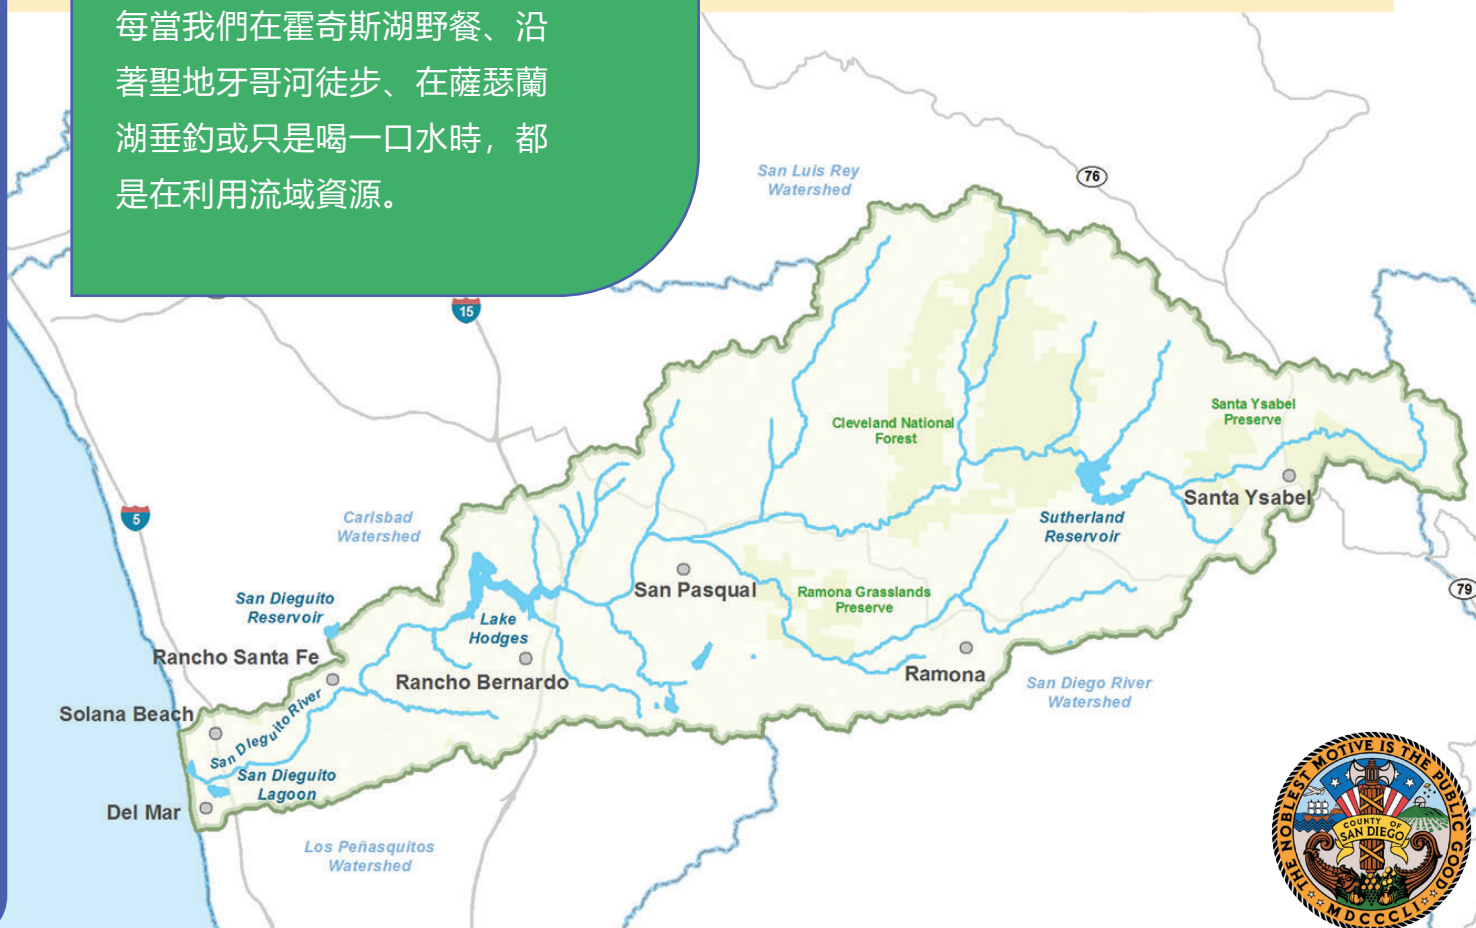 每當我們在霍奇斯湖野餐、沿
著聖地牙哥河徒步、在薩瑟蘭
湖垂釣或只是喝一口水時，都
是在利用流域資源。
San Luis Rey
Watershed
76
15
Cleveland National
Forest
Santa Ysabel
Preserve
Santa Ysabel
5
Carlsbad
Watershed
Sutherland
Reservoir
San Pasqual
Ramona Grasslands
Preserve
79
San Dieguito
Reservoir
Lake
Hodges
Rancho Santa Fe
Rancho Bernardo
Ramona
San Diego River
Watershed
Solana Beach
San DIeguito River
San Dieguito
Lagoon
Del Mar
Los Peñasquitos
Watershed
THE NOBLEST MOTIVE IS THE PUBLIC GOOD
COUNTY OF
SAN DIEGO
MDCCCLI